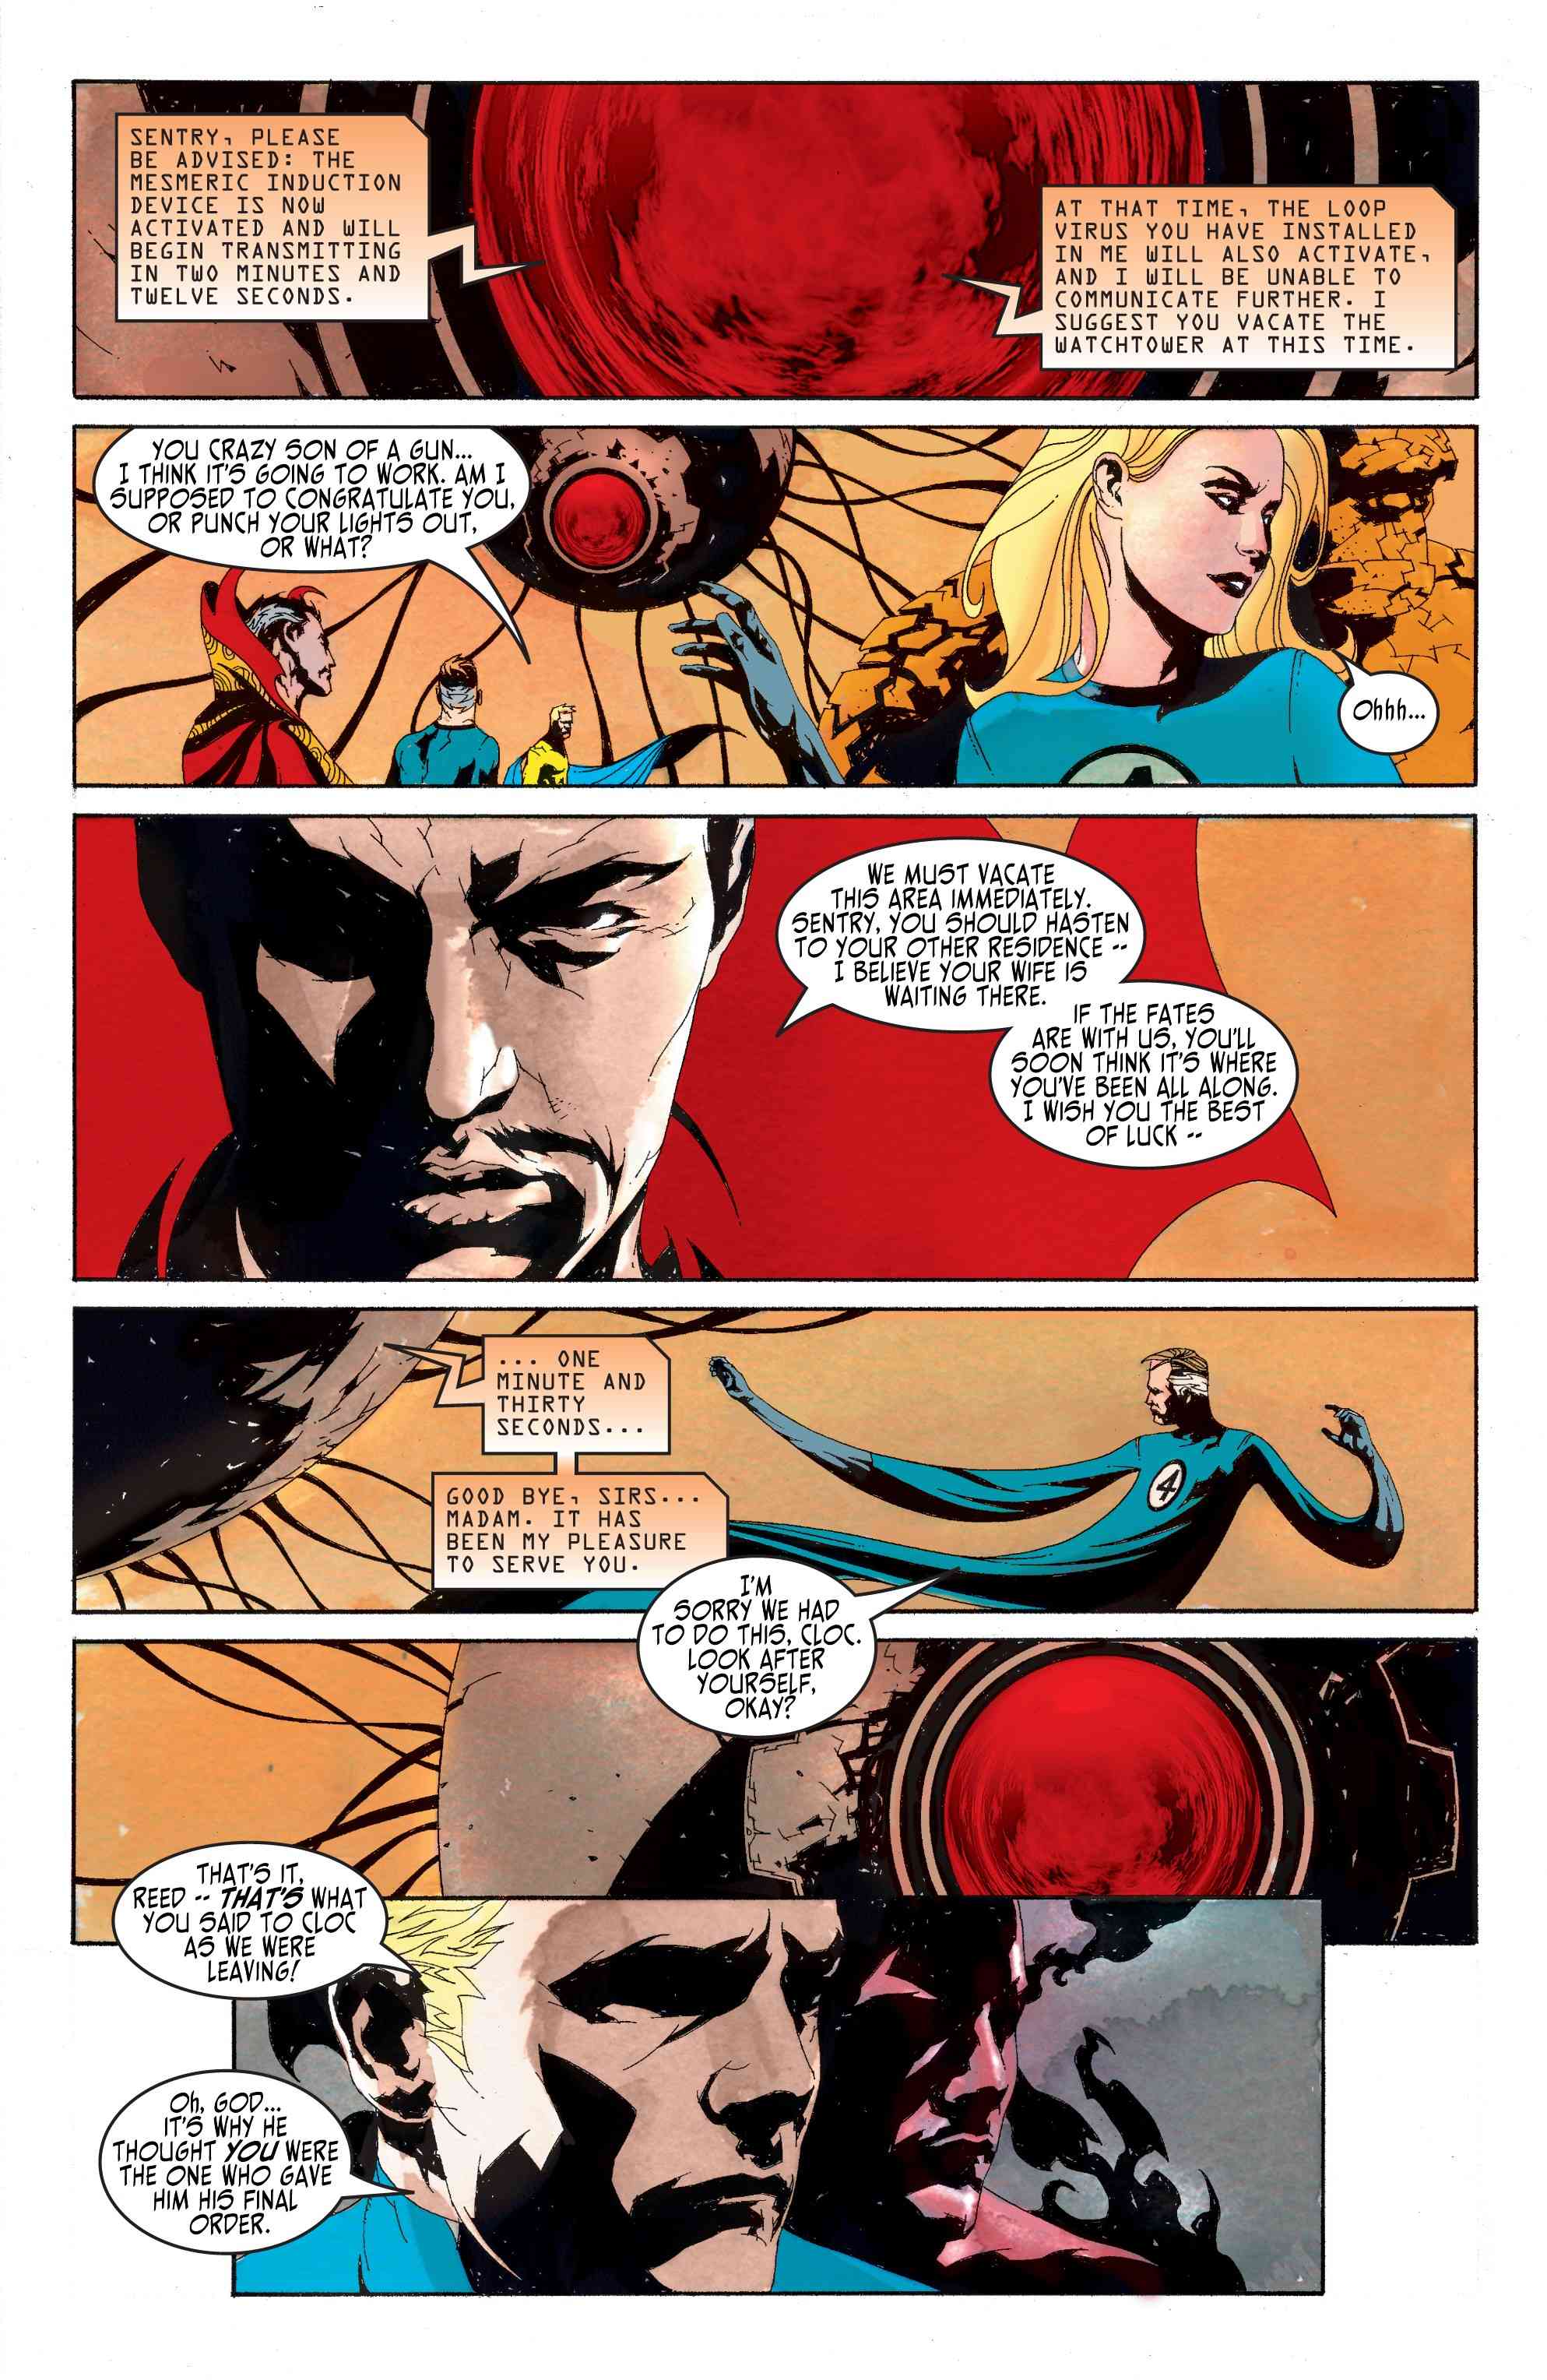 SENTRY, PLEASE
BE ADVISED: THE
MESMERIC INDUCTION
DEVICE IS NOW
ACTIVATED AND WILL
BEGIN TRANSMITTING
IN TWO MINUTES AND
TWELVE SECONDS.
AT THAT TIME, THE LOOP
VIRUS YOU HAVE INSTALLED
IN ME WILL ALSO ACTIVATE,
AND I WILL BE UNABLE TO
COMMUNICATE FURTHER. I
SUGGEST YOU VACATE THE
WATCHTOWER AT THIS TIME.
YOU CRAZY SON OF A GUN...
I THINK IT'S GOING TO WORK. AM I
SUPPOSED TO CONGRATULATE YOU,
OR PUNCH YOUR LIGHTS OUT,
OR WHAT?
Ohhh...
4
WE MUST VACATE
THIS AREA IMMEDIATELY.
SENTRY, YOU SHOULD HASTEN
TO YOUR OTHER RESIDENCE --
I BELIEVE YOUR WIFE IS
WAITING THERE.
IF THE FATES
ARE WITH US, YOU'LL
SOON THINK IT'S WHERE
YOU'VE BEEN ALL ALONG.
I WISH YOU THE BEST
OF LUCK --
... ONE
MINUTE AND
THIRTY
SECONDS...
GOOD BYE, SIRS...
MADAM. IT HAS
BEEN MY PLEASURE
TO SERVE YOU.
4
I'M
SORRY WE HAD
TO DO THIS, CLOC.
LOOK AFTER
YOURSELF,
OKAY?
THAT'S IT,
REED -- THAT'S WHAT
YOU SAID TO CLOC
AS WE WERE
LEAVING!
Oh, GOD...
IT'S WHY HE
THOUGHT YOU WERE
THE ONE WHO GAVE
HIM HIS FINAL
ORDER.